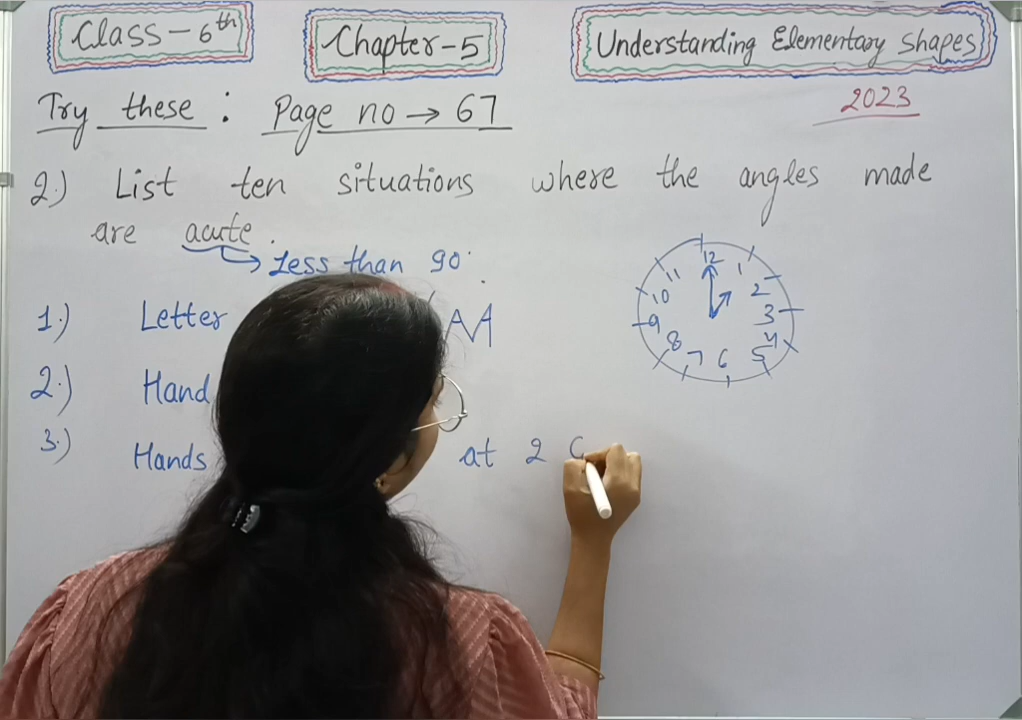 Class-6th
Chapter-5
Understanding Elementary Shapes
Try these : Page no → 67
2023
2.) List ten situations where the angles made
are acute.
→ Less than 90°
1.) Letter A
2.) Hand
3.) Hands at 2
12
1
2
3
4
5
6
7
8
9
10
11